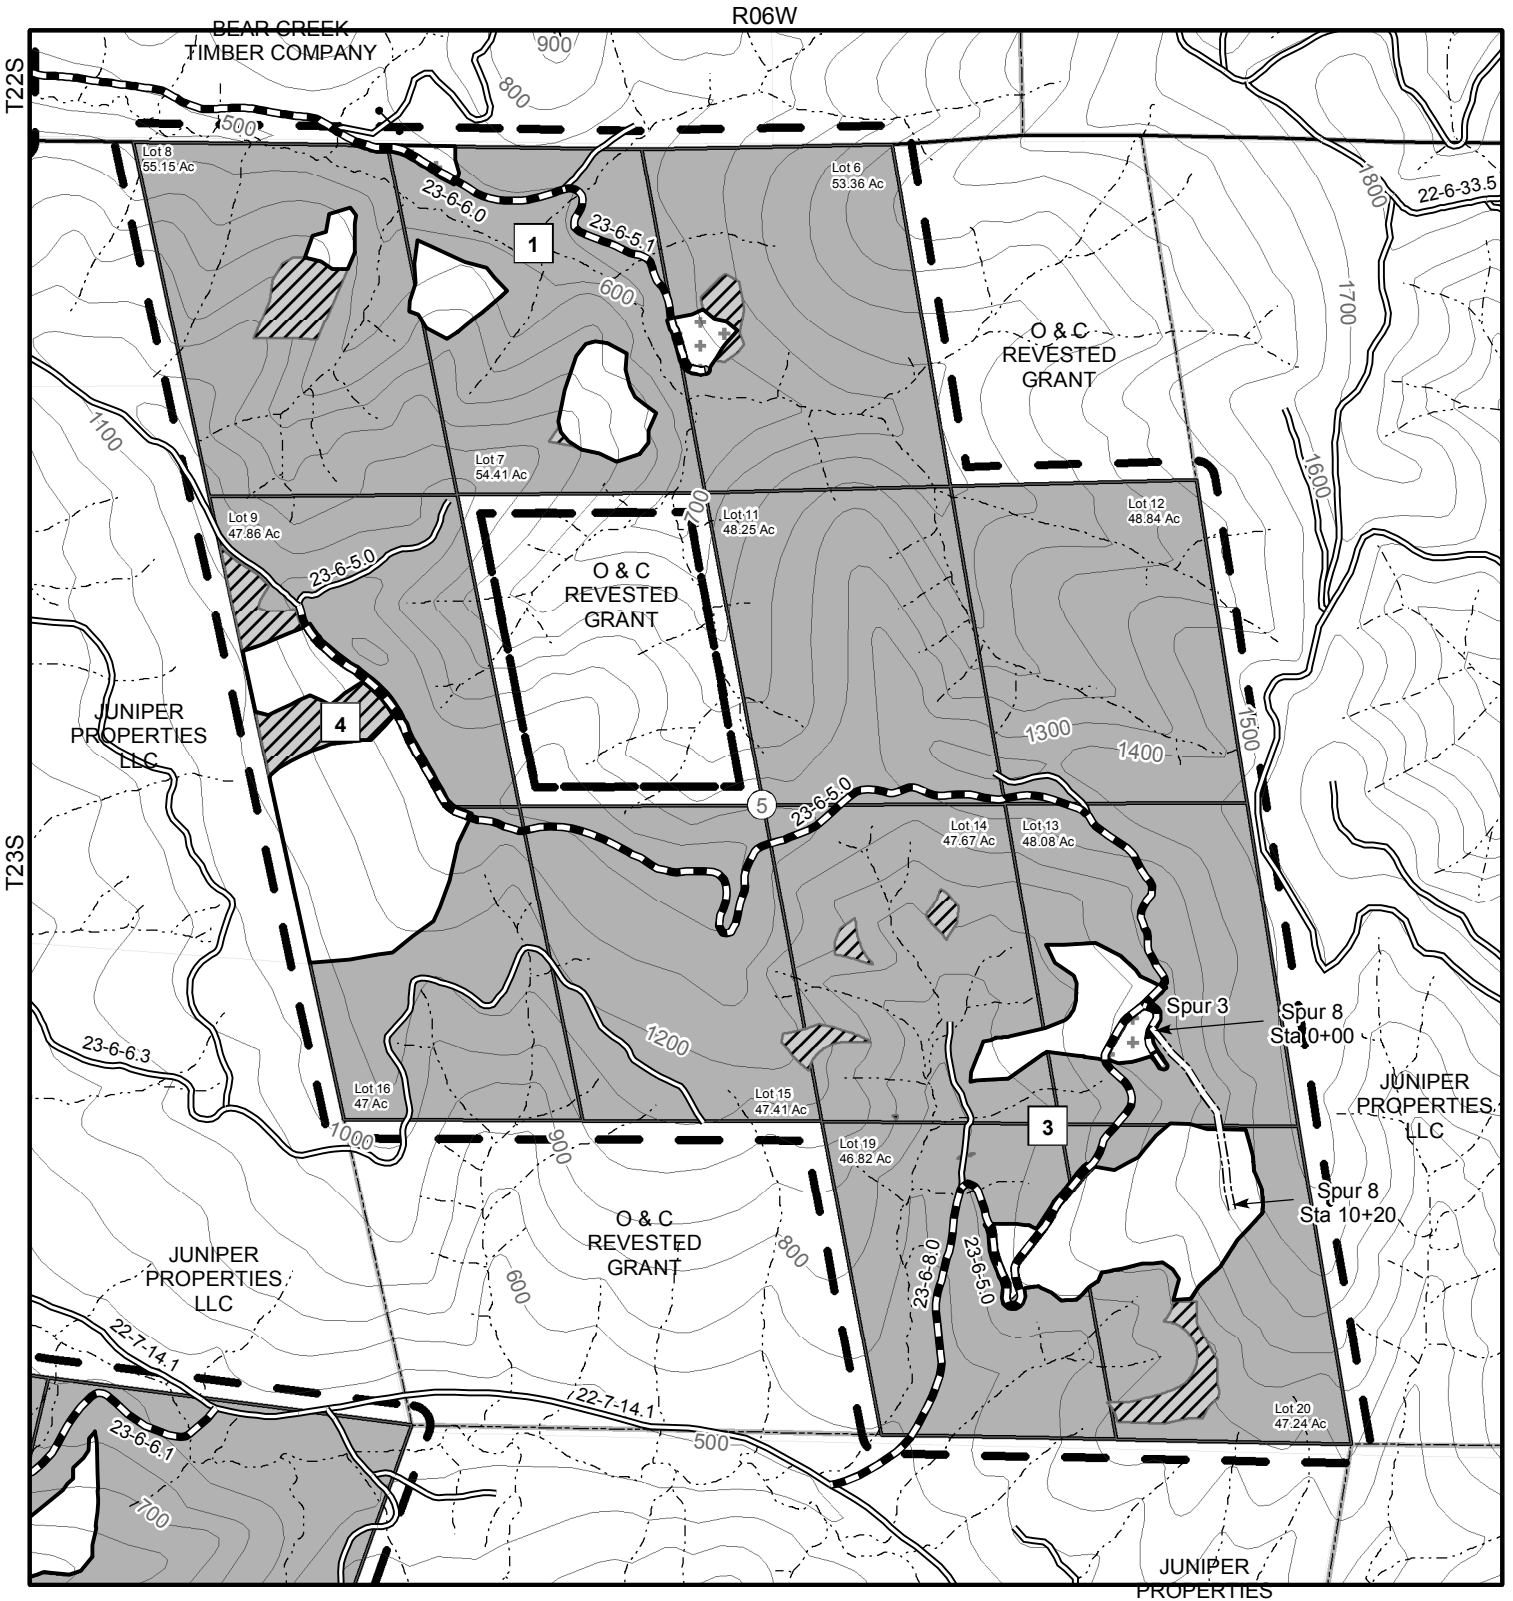 R06W
BEAR CREEK
TIMBER COMPANY
900
800
T22S
500
Lot 8
55.15 Ac
Lot 6
53.36 Ac
1800
22-6-33.5
23-6-6.0
1
23-6-5.1
600
1700
O & C
REVESTED
GRANT
1100
Lot 7
54.41 Ac
1600
700
Lot 9
47.86 Ac
Lot 11
48.25 Ac
Lot 12
48.84 Ac
23-6-5.0
O & C
REVESTED
GRANT
4
JUNIPER
PROPERTIES
LLC
1300
1400
1500
5
23-6-5.0
T23S
Lot 14
47.67 Ac
Lot 13
48.08 Ac
Spur 3
Spur 8
Sta 0+00
1200
23-6-6.3
Lot 16
47 Ac
Lot 15
47.41 Ac
JUNIPER
PROPERTIES
LLC
1000
900
3
Lot 19
46.82 Ac
Spur 8
Sta 10+20
O & C
REVESTED
GRANT
800
JUNIPER
PROPERTIES
LLC
600
23-6-8.0
23-6-5.0
22-7-14.1
22-7-14.1
Lot 20
47.24 Ac
23-6-6.1
500
700
JUNIPER
PROPERTIES